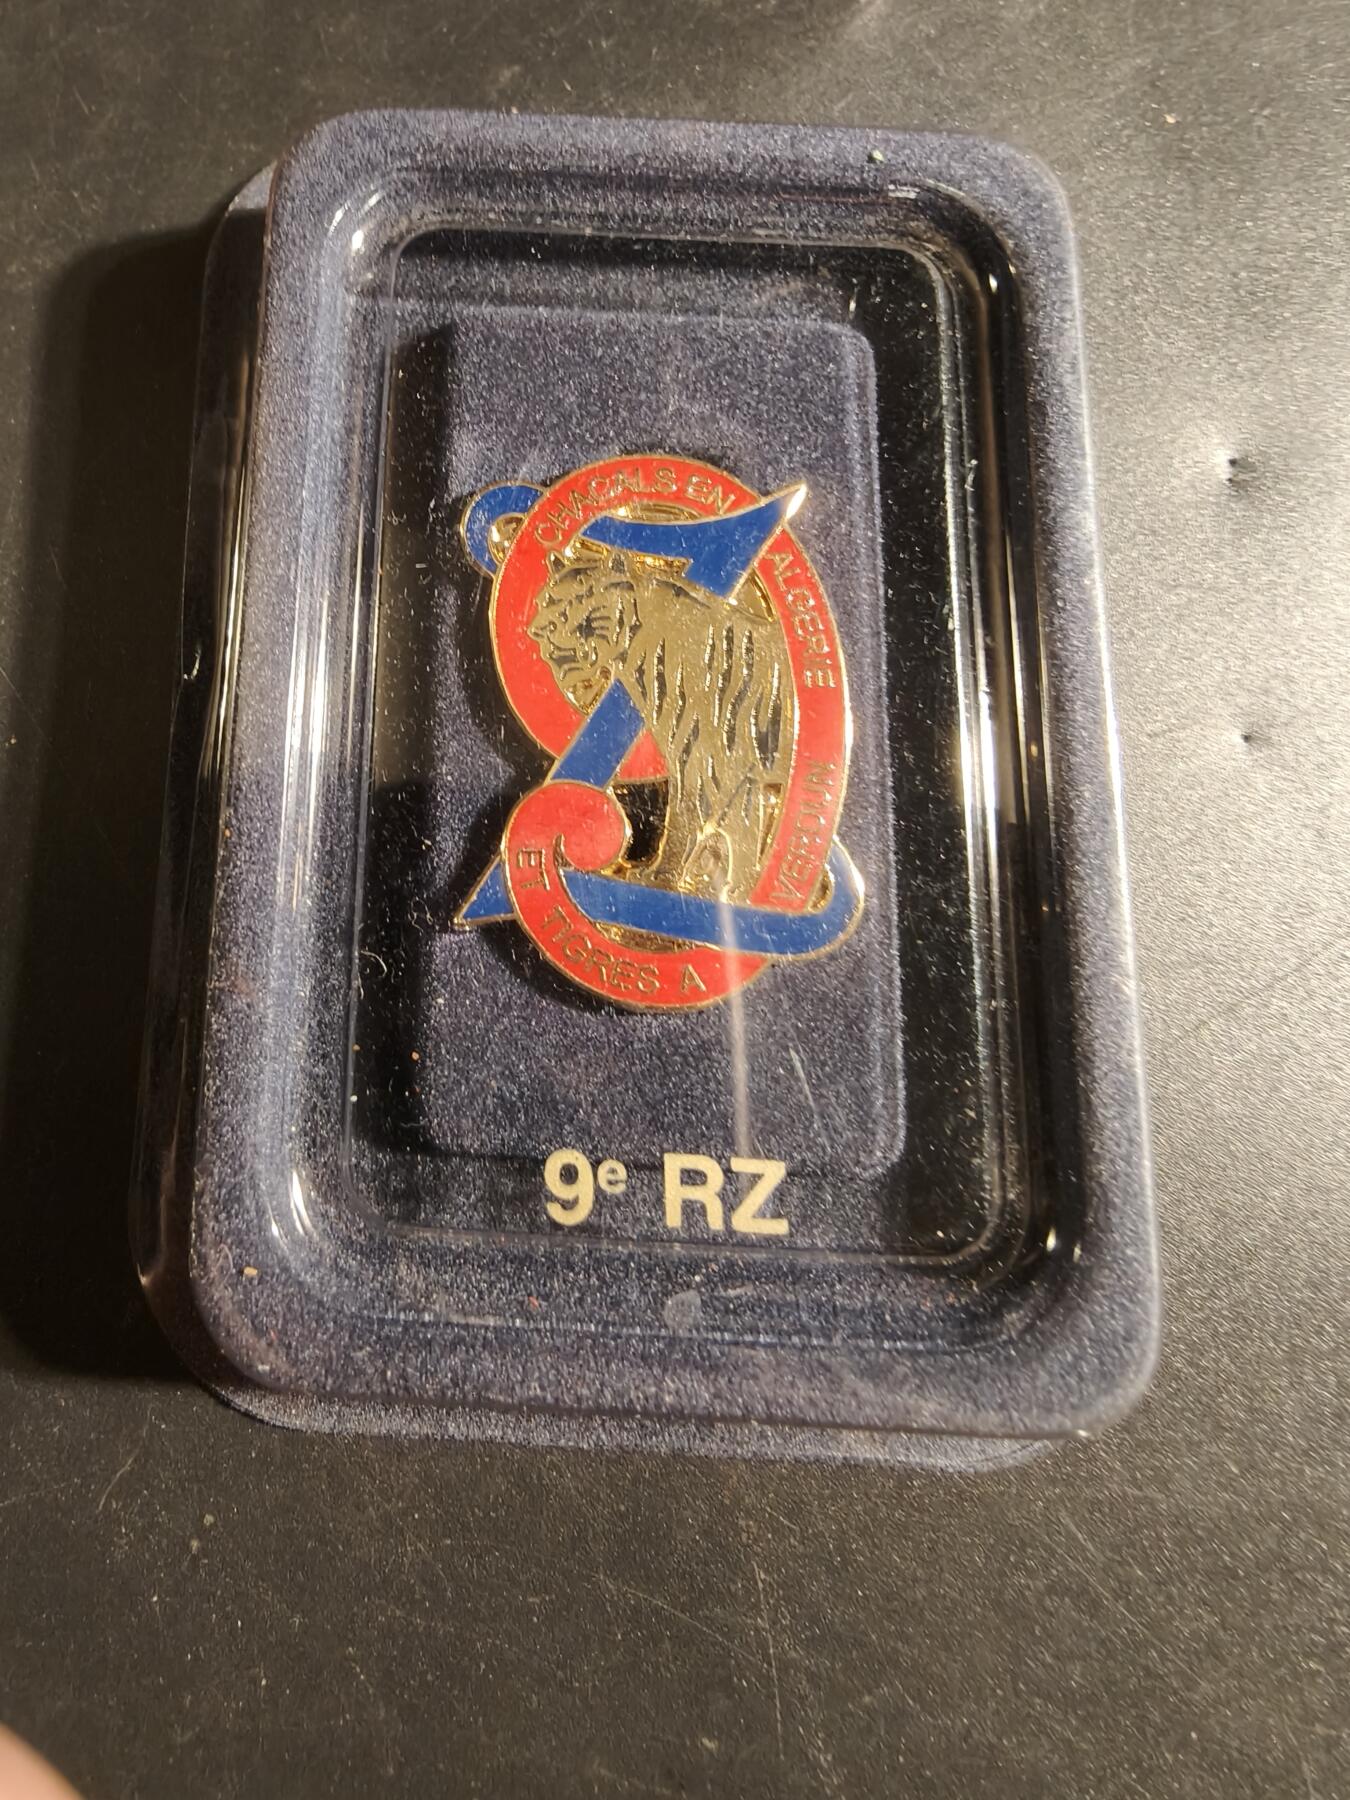 CHACALS EN ALGERIE
ET TIGRES A VERDUN
9e RZ